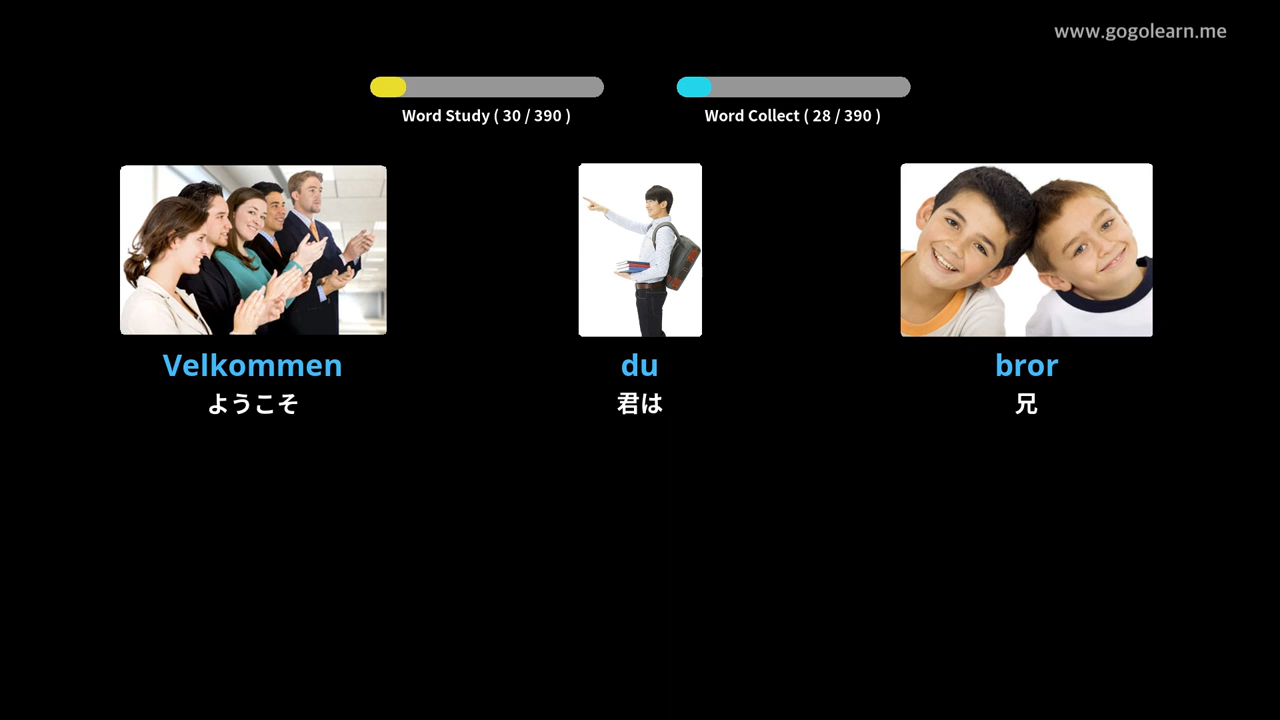 www.gogolearn.me
Word Study ( 30 / 390 )
Word Collect ( 28 / 390 )
Velkommen
ようこそ
du
君は
bror
兄